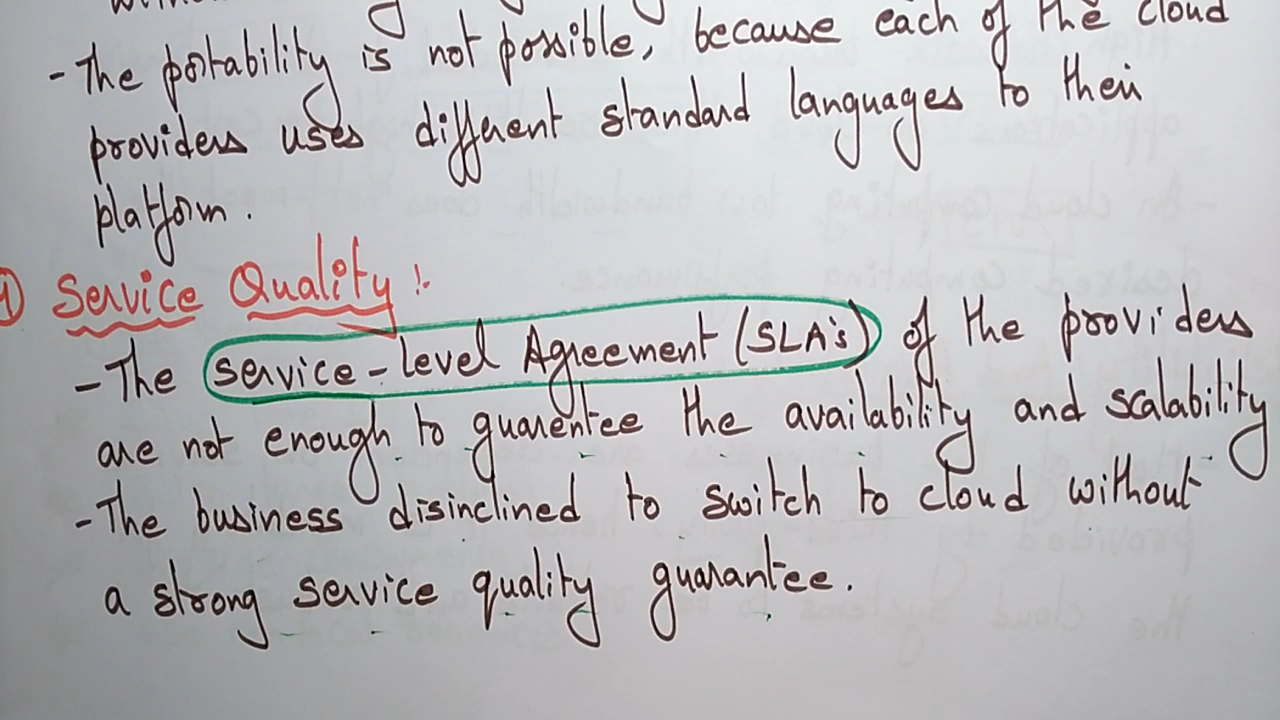 - The portability is not possible, because each of the cloud
providers uses different standard languages to their
platform.
Service Quality :-
- The service-level Agreement (SLA's) of the providers
are not enough to guarentee the availability and scalability
- The business disinclined to switch to cloud without
a strong service quality guarantee.